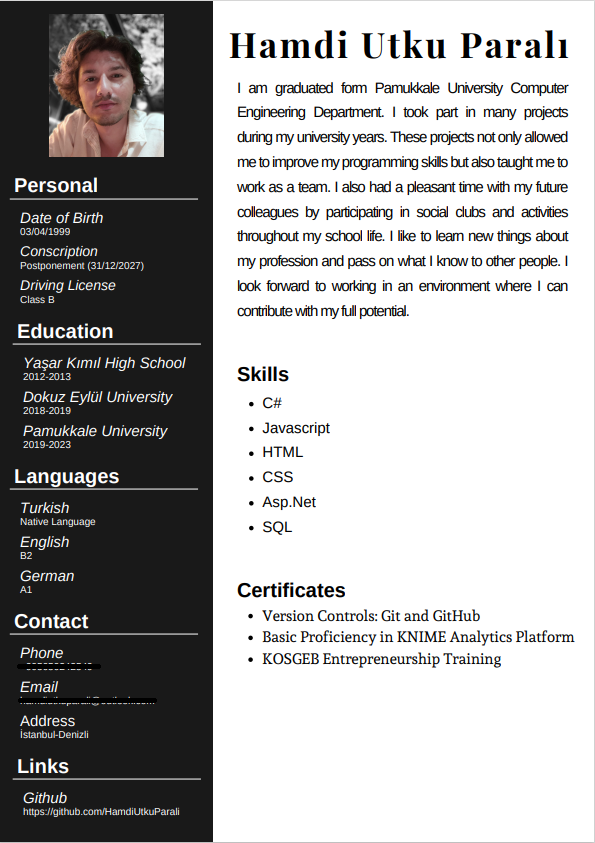 Personal
Date of Birth
03/04/1999
Conscription
Postponement (31/12/2027)
Driving License
Class B
Education
Yaşar Kımıl High School
2012-2013
Dokuz Eylül University
2018-2019
Pamukkale University
2019-2023
Languages
Turkish
Native Language
English
B2
German
A1
Contact
Phone
Email
Address
İstanbul-Denizli
Links
Github
https://github.com/HamdiUtkuParali
Hamdi Utku Paralı
I am graduated form Pamukkale University Computer
Engineering Department. I took part in many projects
during my university years. These projects not only allowed
me to improve my programming skills but also taught me to
work as a team. I also had a pleasant time with my future
colleagues by participating in social clubs and activities
throughout my school life. I like to learn new things about
my profession and pass on what I know to other people. I
look forward to working in an environment where I can
contribute with my full potential.
Skills
C#
Javascript
HTML
CSS
Asp.Net
SQL
Certificates
Version Controls: Git and GitHub
Basic Proficiency in KNIME Analytics Platform
KOSGEB Entrepreneurship Training